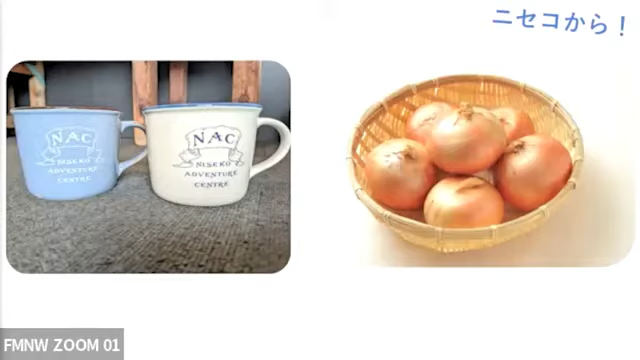 ニセコから！
NAC
NISEKO
ADVENTURE
CENTRE
NAC
NISEKO
ADVENTURE
CENTRE
FMNW ZOOM 01